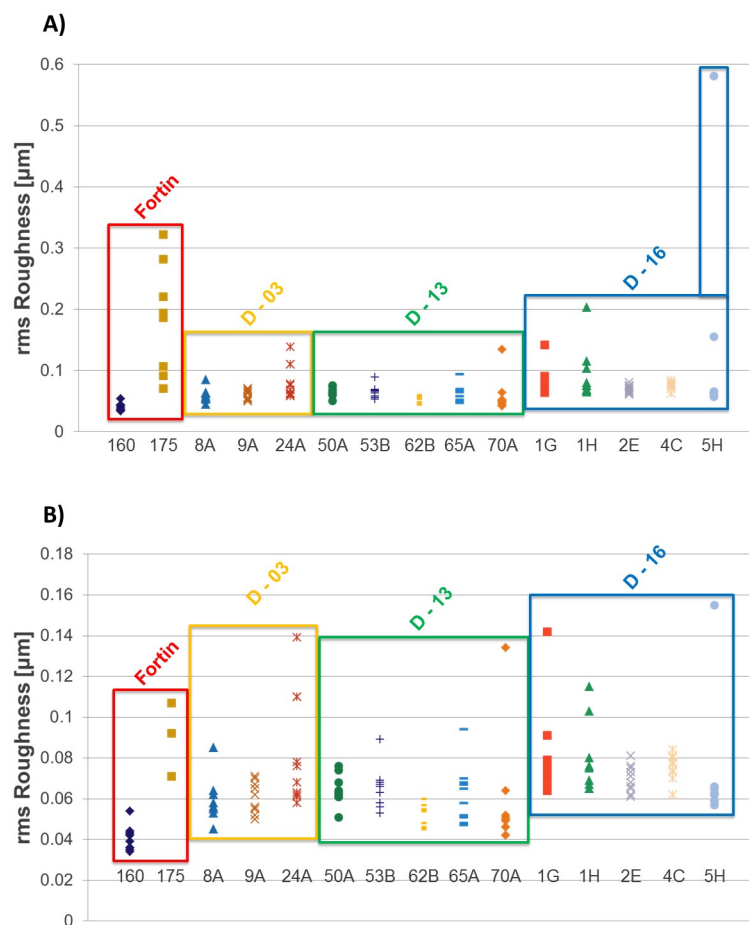 A)
rms Roughness [µm]
0.6
0.5
0.4
0.3
0.2
0.1
0
Fortin
D - 03
D - 13
D - 16
160 175 8A 9A 24A 50A 53B 62B 65A 70A 1G 1H 2E 4C 5H
B)
rms Roughness [µm]
0.18
0.16
0.14
0.12
0.1
0.08
0.06
0.04
0.02
0
Fortin
D - 03
D - 13
D - 16
160 175 8A 9A 24A 50A 53B 62B 65A 70A 1G 1H 2E 4C 5H